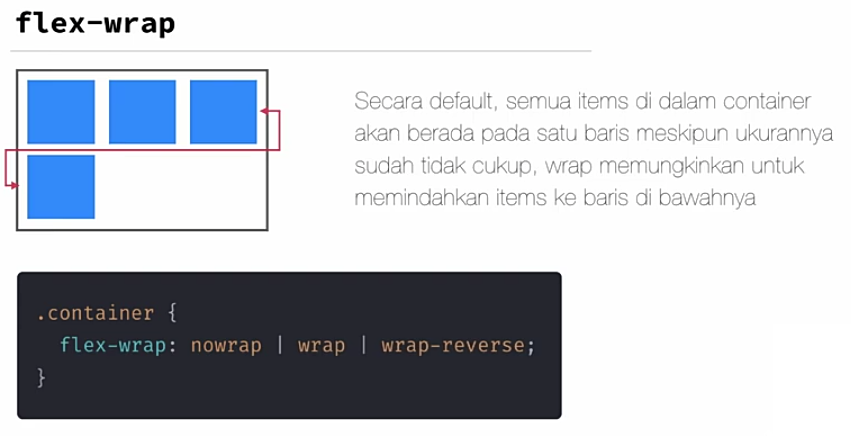 flex-wrap
Secara default, semua items di dalam container
akan berada pada satu baris meskipun ukurannya
sudah tidak cukup, wrap memungkinkan untuk
memindahkan items ke baris di bawahnya
.container {
  flex-wrap: nowrap | wrap | wrap-reverse;
}